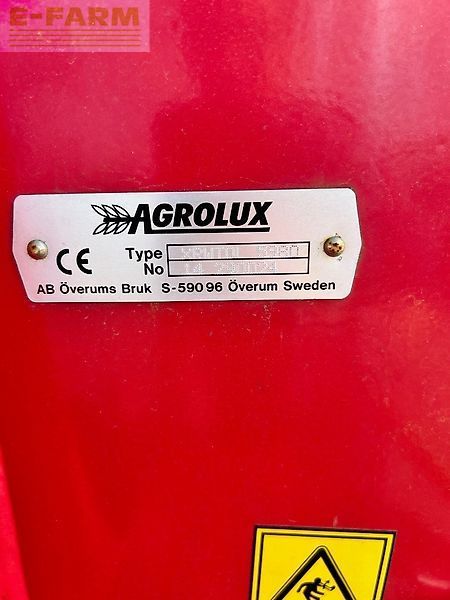 E-FARM
AGROLUX
CE
Type
No
AB Överums Bruk S-590 96 Överum Sweden